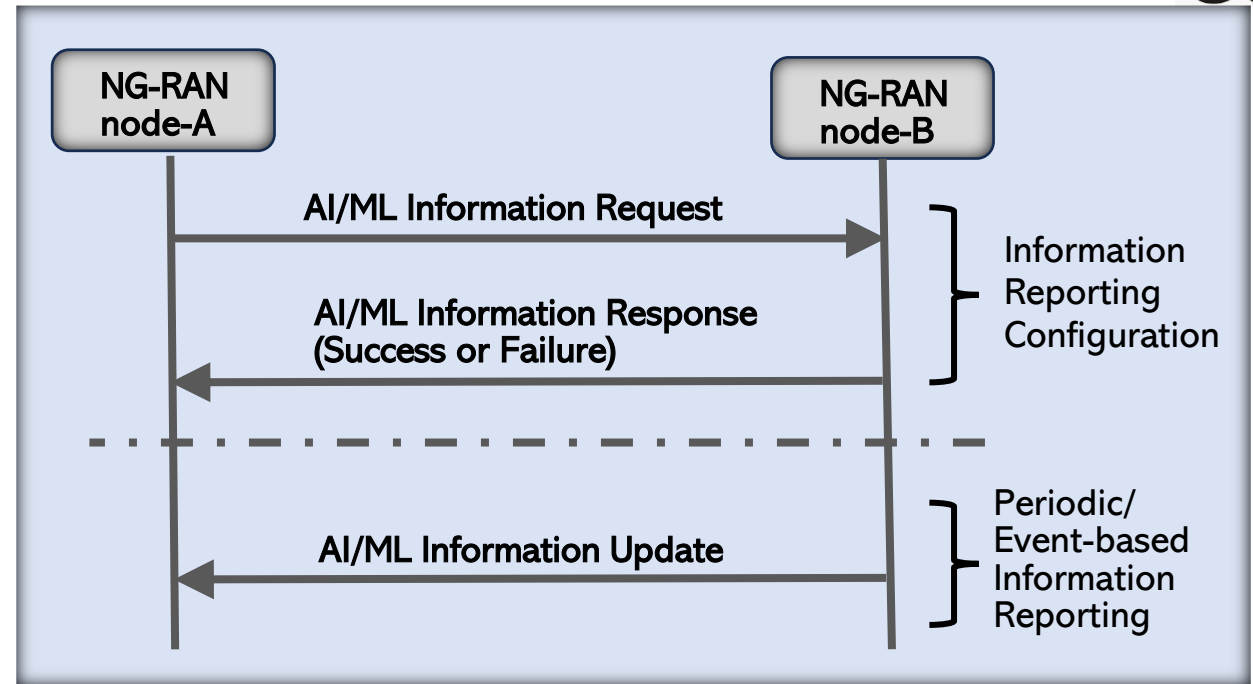 NG-RAN
node-A
NG-RAN
node-B
AI/ML Information Request
Information
Reporting
Configuration
AI/ML Information Response
(Success or Failure)
Periodic/
Event-based
Information
Reporting
AI/ML Information Update